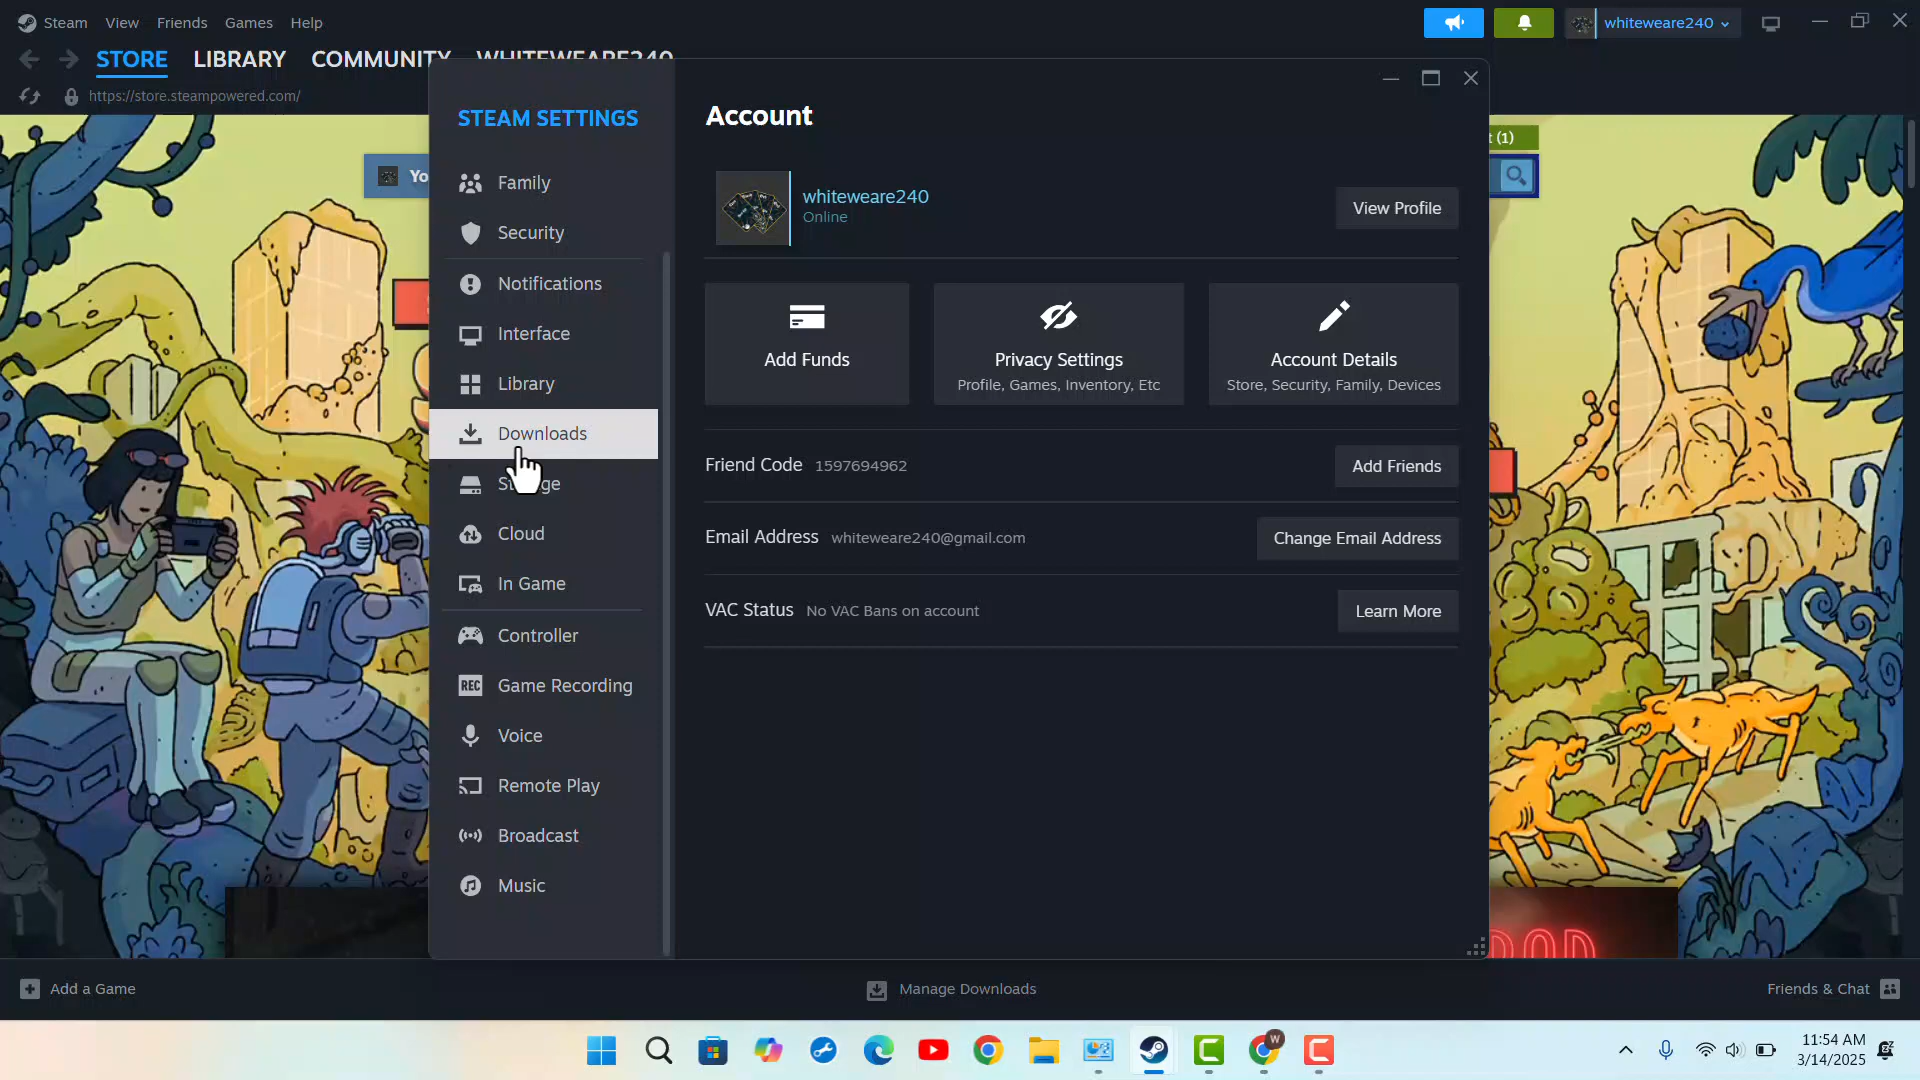 Steam View Friends Games Help
whiteweare240
STORE LIBRARY COMMUNITY WHITEWEARE240
https://store.steampowered.com/
STEAM SETTINGS
Account
t (1)
Yo
Family
Security
Notifications
Interface
Library
Downloads
Cloud
In Game
Controller
Game Recording
Voice
Remote Play
Broadcast
Music
whiteweare240
Online
View Profile
Add Funds
Privacy Settings
Profile, Games, Inventory, Etc
Account Details
Store, Security, Family, Devices
Friend Code 1597694962
Add Friends
Email Address whiteweare240@gmail.com
Change Email Address
VAC Status No VAC Bans on account
Learn More
REC
Add a Game
Manage Downloads
Friends & Chat
W
11:54 AM
3/14/2025